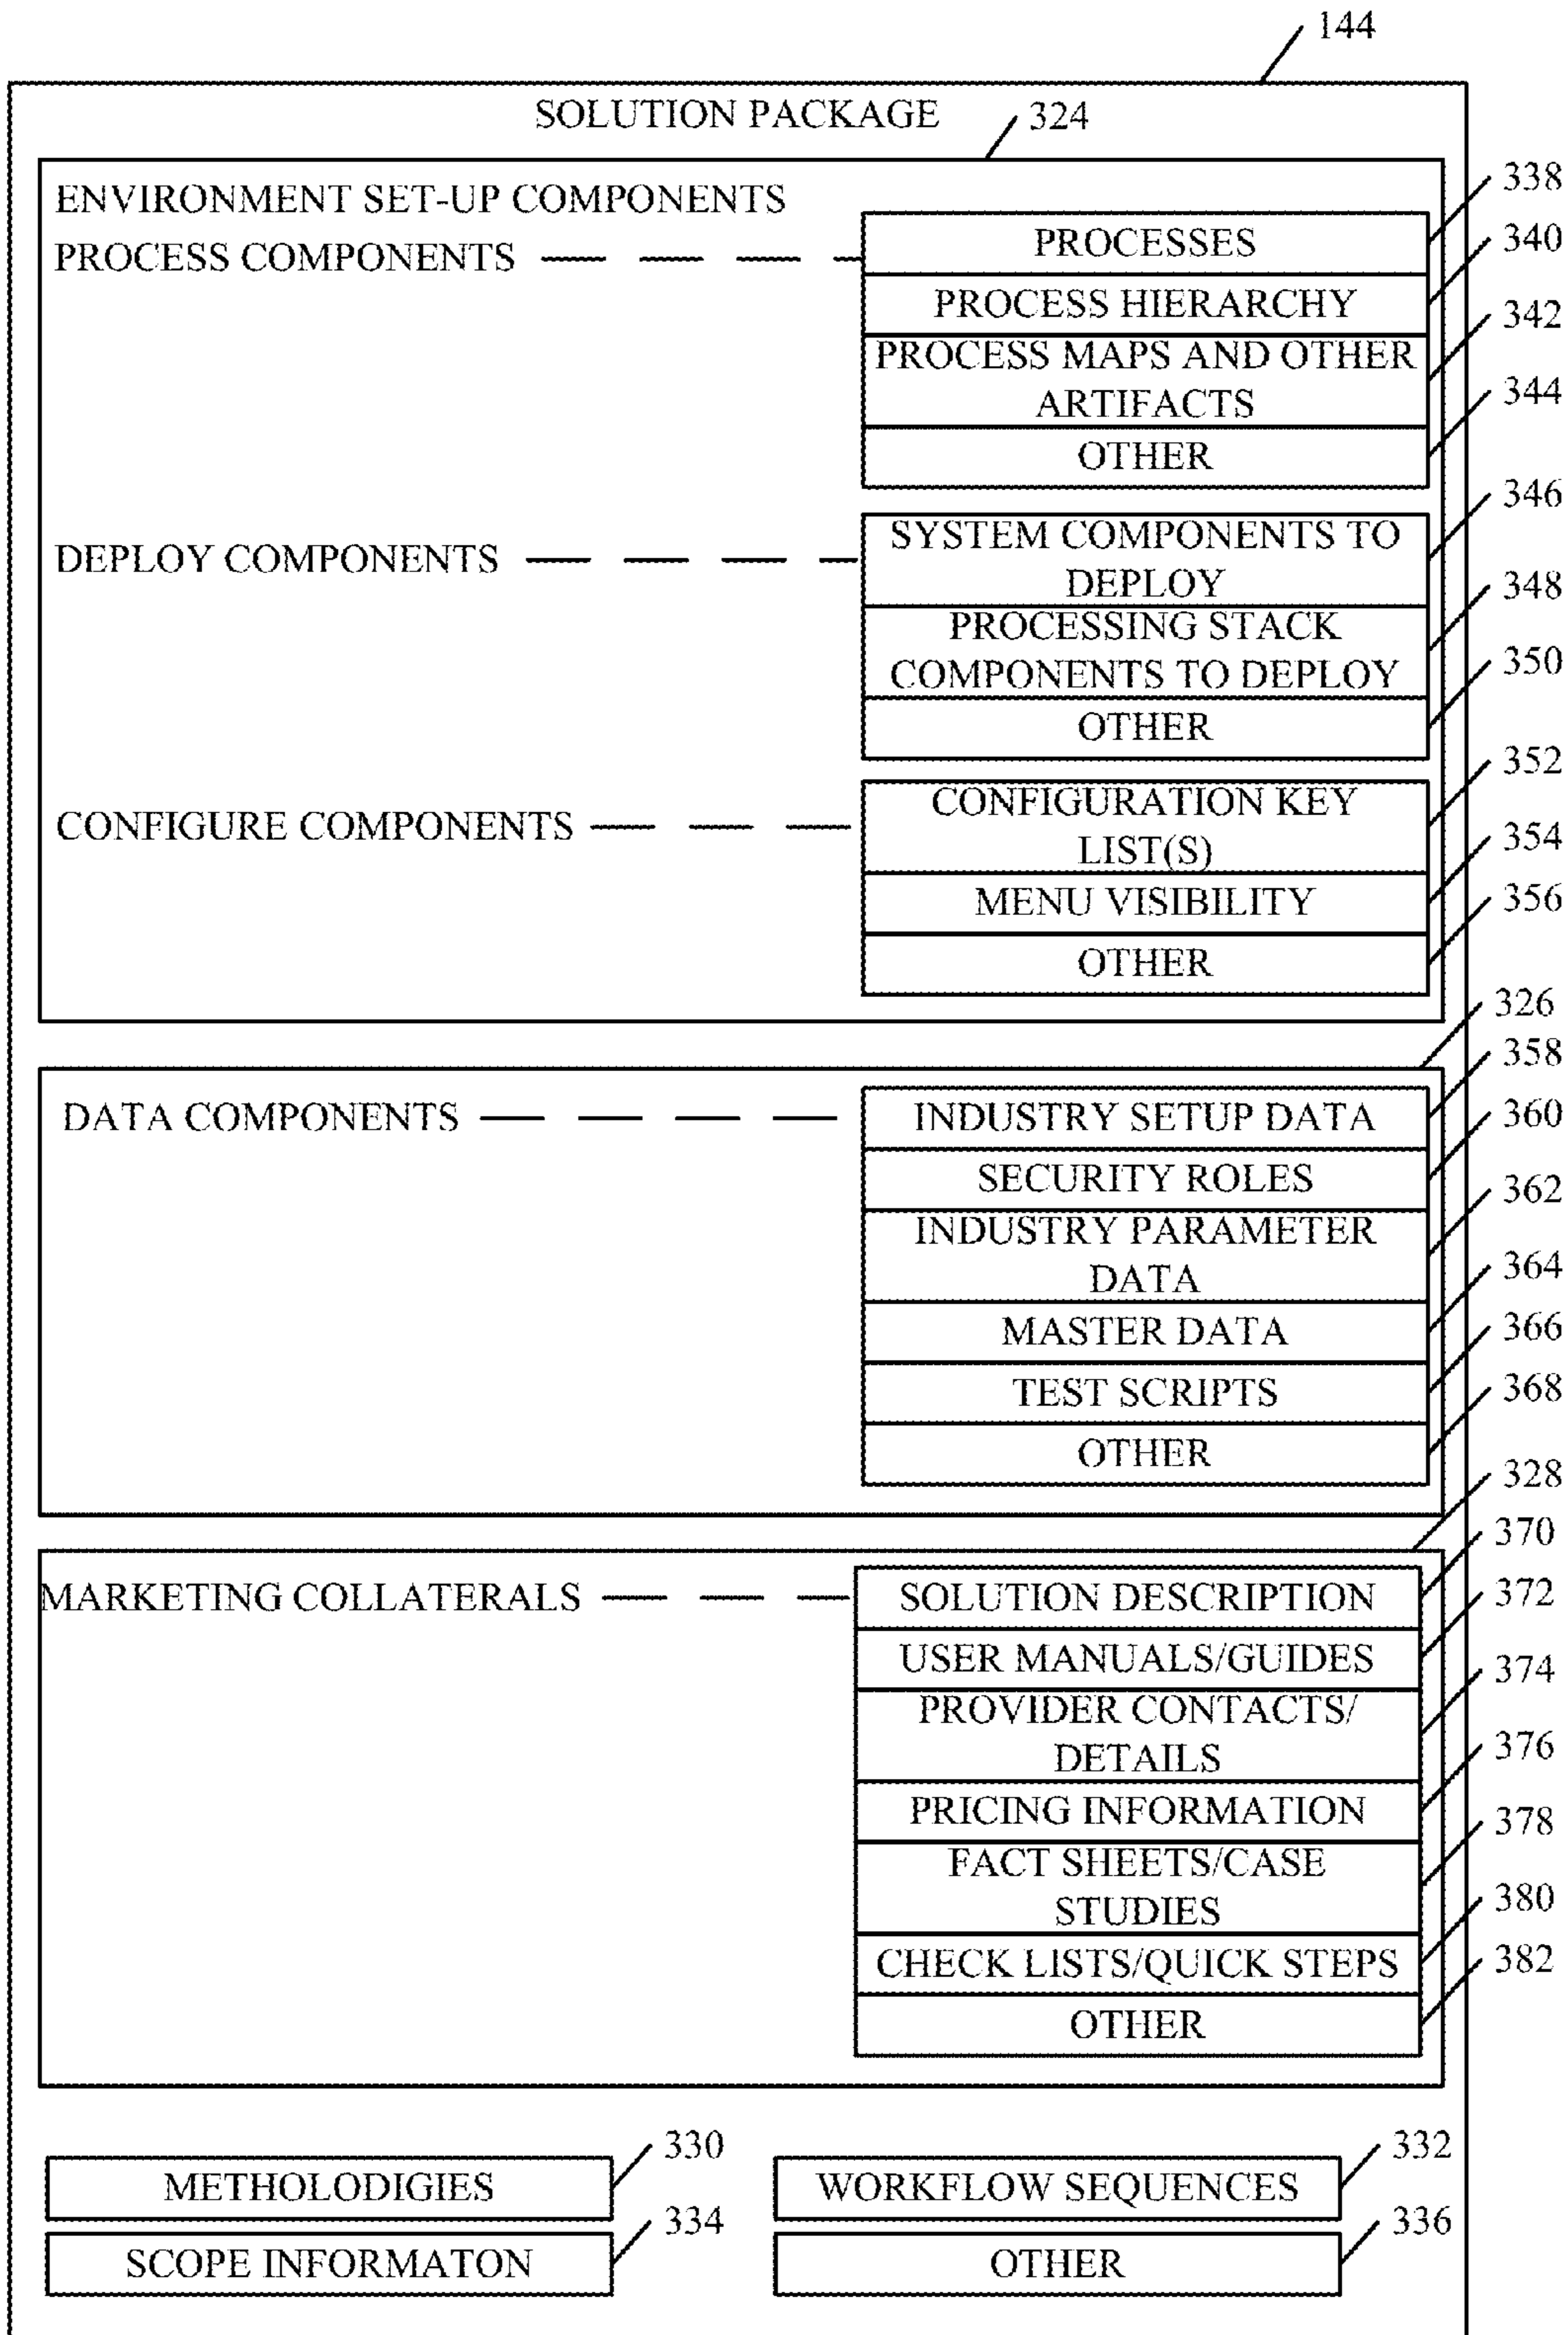 144
SOLUTION PACKAGE
324
ENVIRONMENT SET-UP COMPONENTS
338
PROCESS COMPONENTS
PROCESSES
340
PROCESS HIERARCHY
342
PROCESS MAPS AND OTHER
ARTIFACTS
344
OTHER
346
DEPLOY COMPONENTS
SYSTEM COMPONENTS TO
DEPLOY
348
PROCESSING STACK
COMPONENTS TO DEPLOY
350
OTHER
352
CONFIGURE COMPONENTS
CONFIGURATION KEY
LIST(S)
354
MENU VISIBILITY
356
OTHER
326
358
DATA COMPONENTS
INDUSTRY SETUP DATA
360
SECURITY ROLES
362
INDUSTRY PARAMETER
DATA
364
MASTER DATA
366
TEST SCRIPTS
368
OTHER
328
370
MARKETING COLLATERALS
SOLUTION DESCRIPTION
372
USER MANUALS/GUIDES
374
PROVIDER CONTACTS/
DETAILS
376
PRICING INFORMATION
378
FACT SHEETS/CASE
STUDIES
380
CHECK LISTS/QUICK STEPS
382
OTHER
330
METHOLODIGIES
332
WORKFLOW SEQUENCES
334
SCOPE INFORMATON
336
OTHER